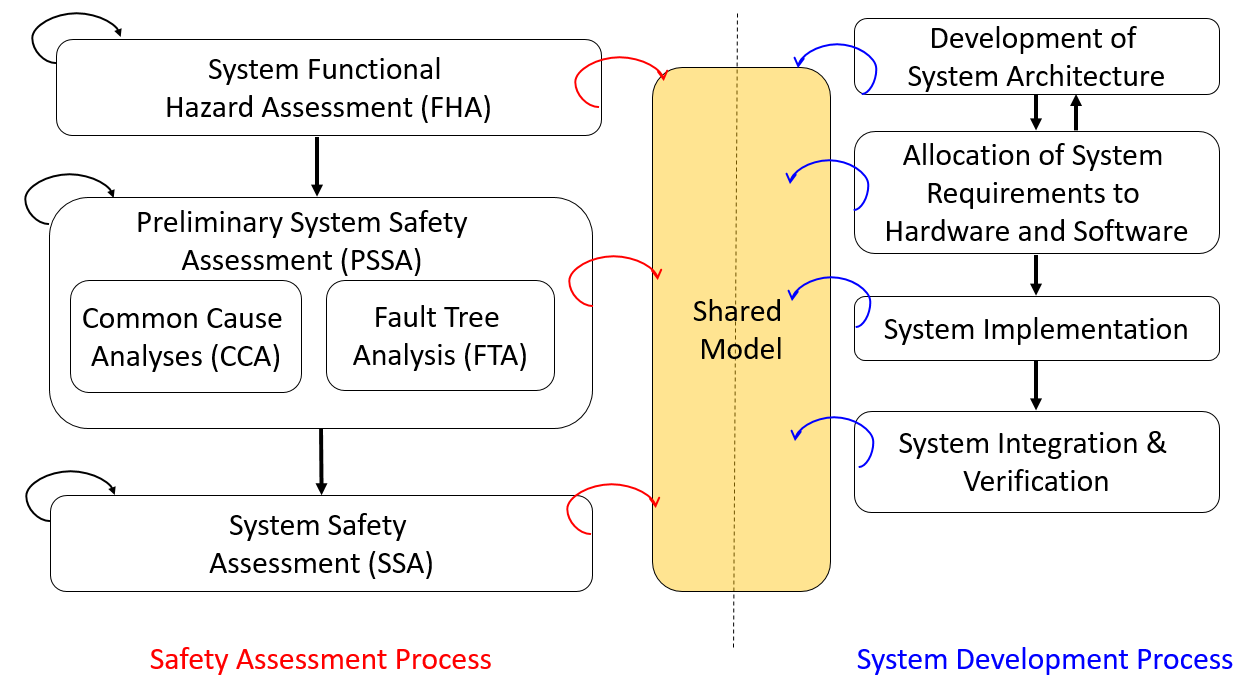 System Functional
Hazard Assessment (FHA)
Preliminary System Safety
Assessment (PSSA)
Common Cause
Analyses (CCA)
Fault Tree
Analysis (FTA)
System Safety
Assessment (SSA)
Safety Assessment Process
Shared
Model
Development of
System Architecture
Allocation of System
Requirements to
Hardware and Software
System Implementation
System Integration &
Verification
System Development Process